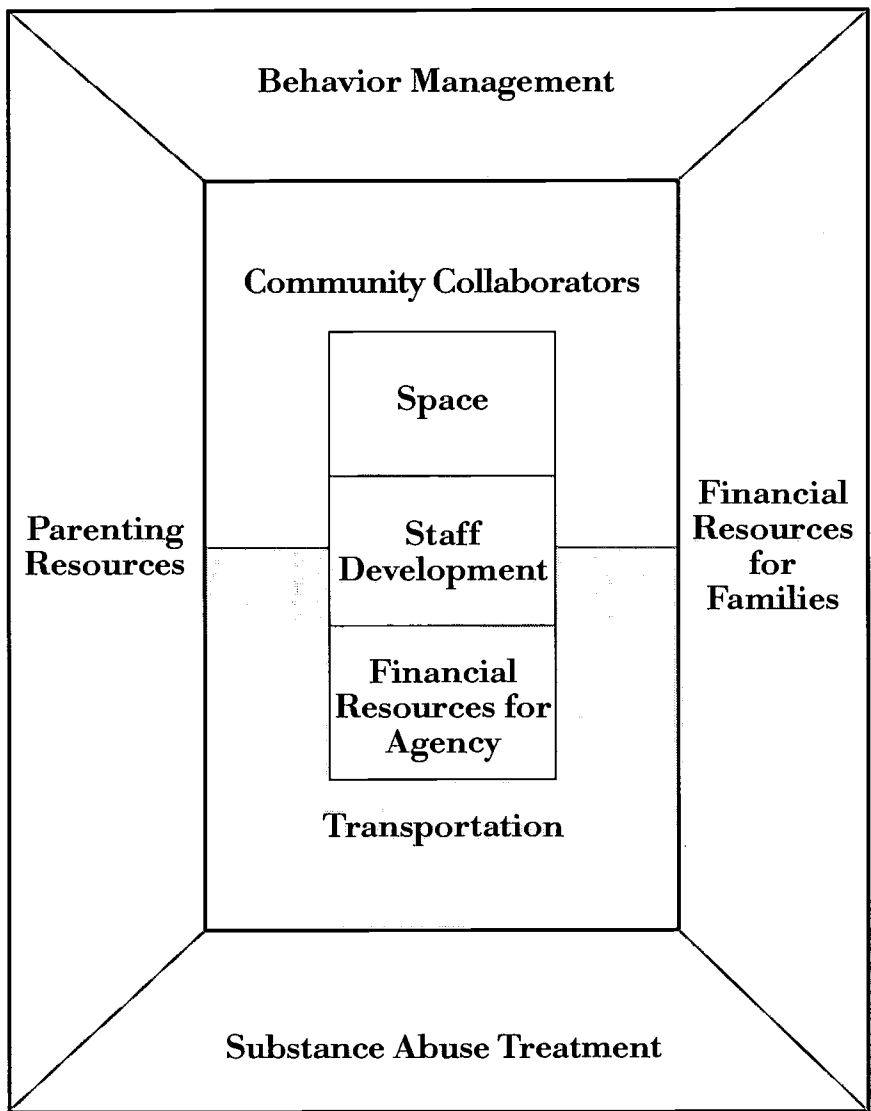 Behavior Management
Community Collaborators
Space
Parenting
Resources
Staff
Development
Financial
Resources
for
Families
Financial
Resources for
Agency
Transportation
Substance Abuse Treatment